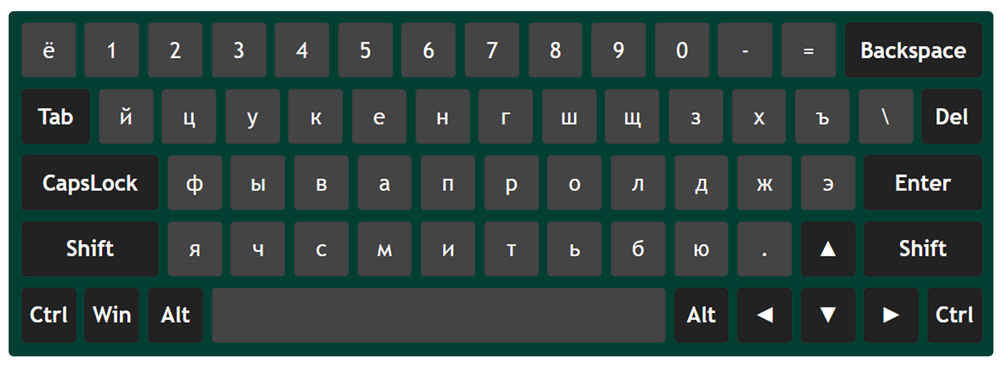 ё 1 2 3 4 5 6 7 8 9 0 - = Backspace
Tab й ц у к е н г ш щ з х ъ \ Del
CapsLock ф ы в а п р о л д ж э Enter
Shift я ч с м и т ь б ю . ▲ Shift
Ctrl Win Alt Alt ◄ ▼ ► Ctrl